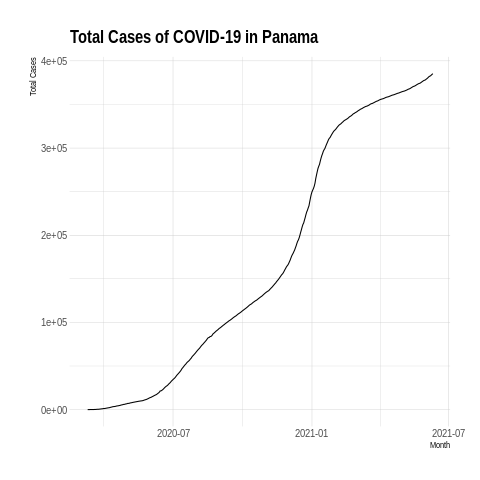 Total Cases of COVID-19 in Panama
Total Cases
4e+05
3e+05
2e+05
1e+05
0e+00
2020-07
2021-01
2021-07
Month